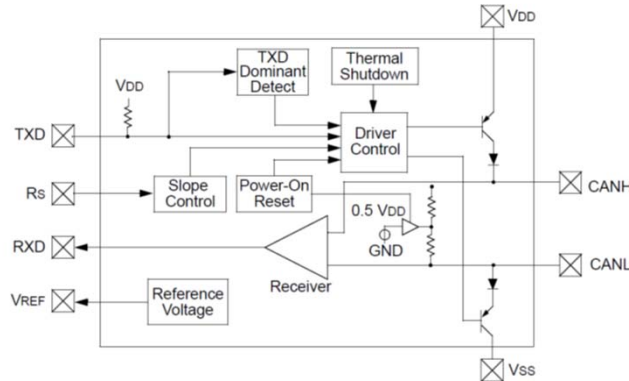 VDD
TXD
Dominant
Detect
Thermal
Shutdown
VDD
TXD
Driver
Control
RS
Slope
Control
Power-On
Reset
0.5 VDD
CANH
RXD
GND
CANL
Receiver
VREF
Reference
Voltage
VSS